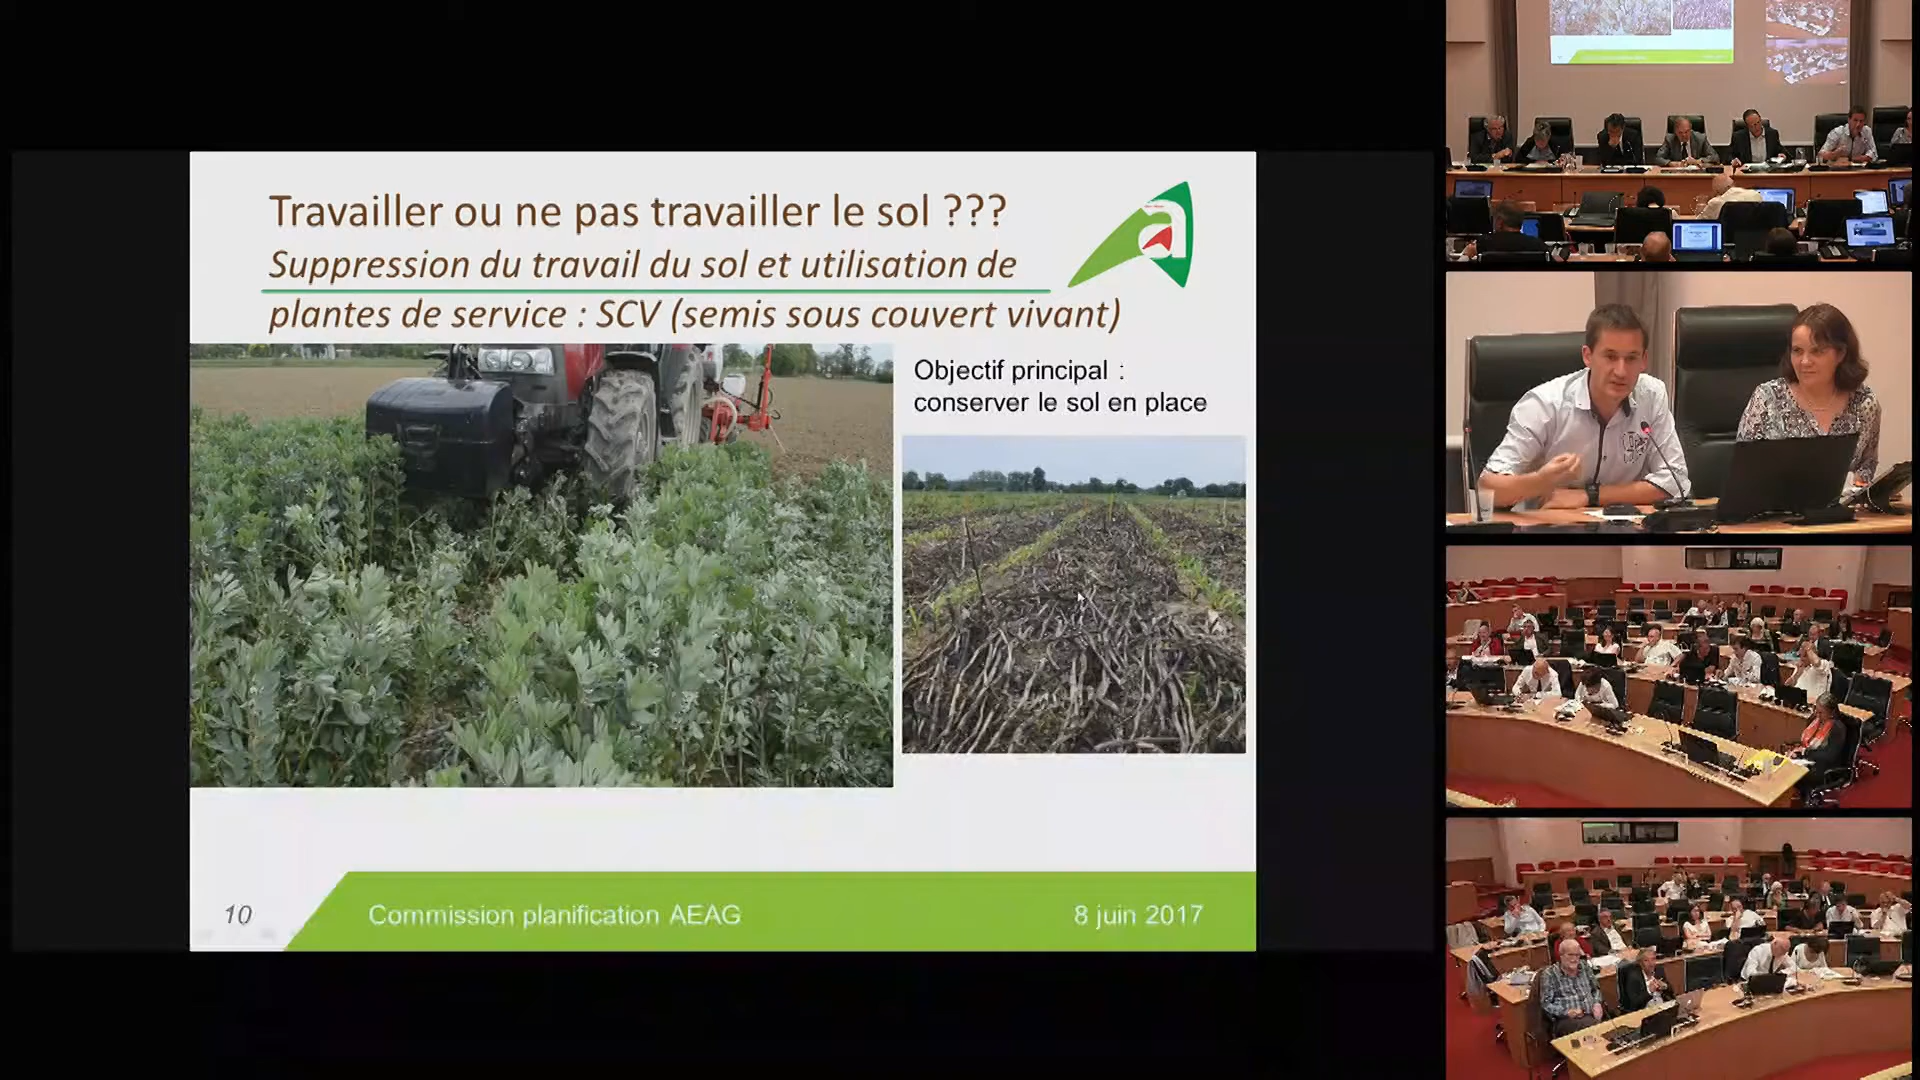 Travailler ou ne pas travailler le sol ???
Suppression du travail du sol et utilisation de
plantes de service : SCV (semis sous couvert vivant)
Objectif principal :
conserver le sol en place
10
Commission planification AEAG
8 juin 2017